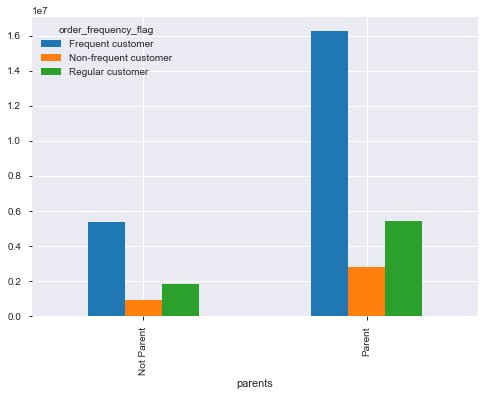 1e7
order_frequency_flag
Frequent customer
Non-frequent customer
Regular customer
1.6
1.4
1.2
1.0
0.8
0.6
0.4
0.2
0.0
Not Parent
Parent
parents